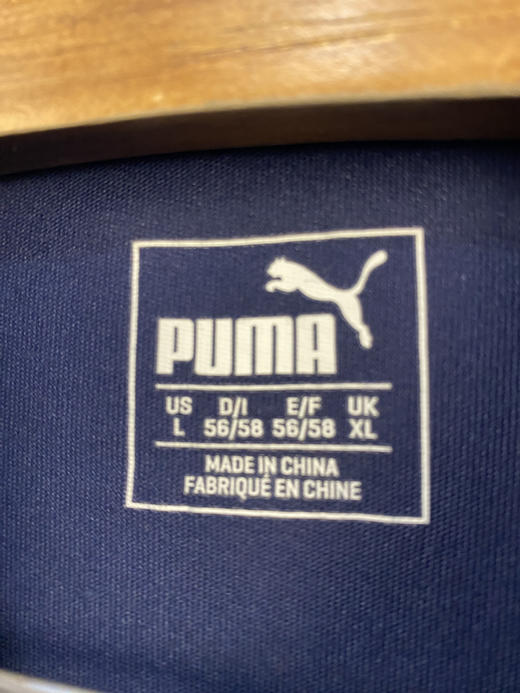 PUMA
US D/I E/F UK
L 56/58 56/58 XL
MADE IN CHINA
FABRIQUÉ EN CHINE